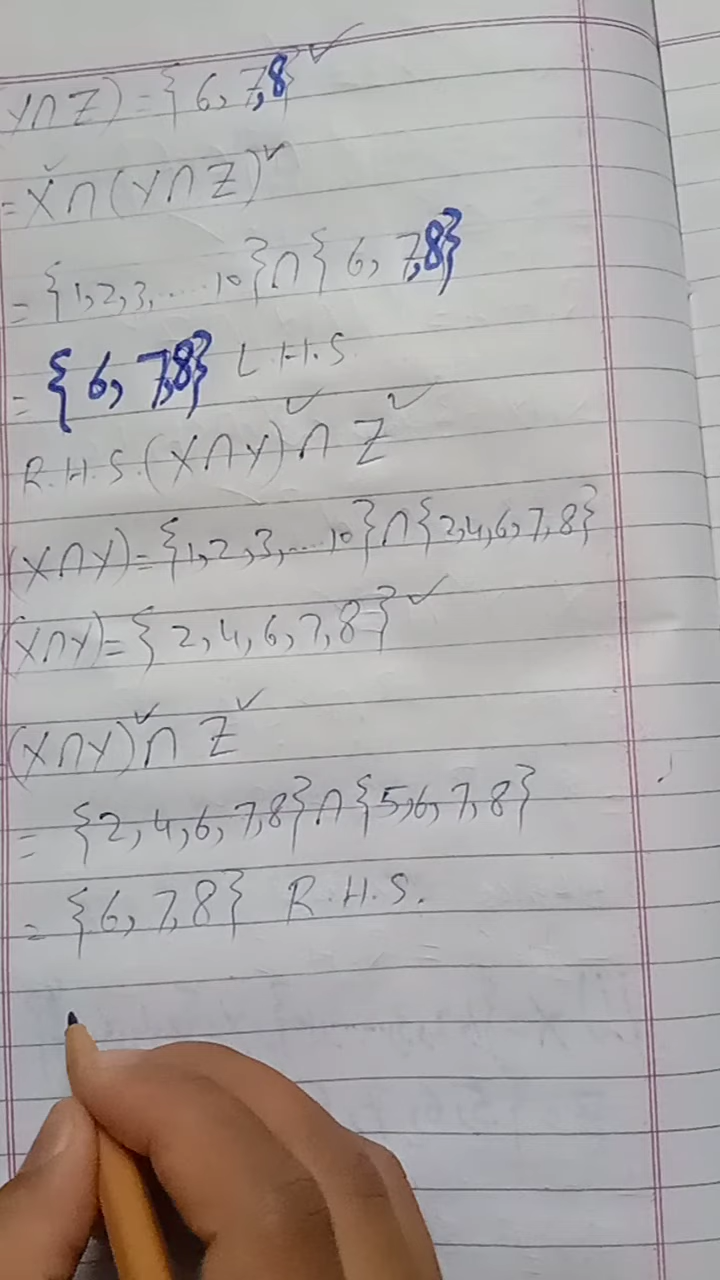 Y∩Z) = {6, 7,8}
= X∩(Y∩Z)
= {1,2,3,....10}∩{6, 7,8}
= {6, 7,8} L.H.S
R.H.S.(X∩Y)∩Z
(X∩Y)={1,2,3,....10}∩{2,4,6,7,8}
(X∩Y)={2,4,6,7,8}
(X∩Y)∩Z
= {2,4,6,7,8}∩{5,6,7,8}
= {6,7,8} R.H.S.